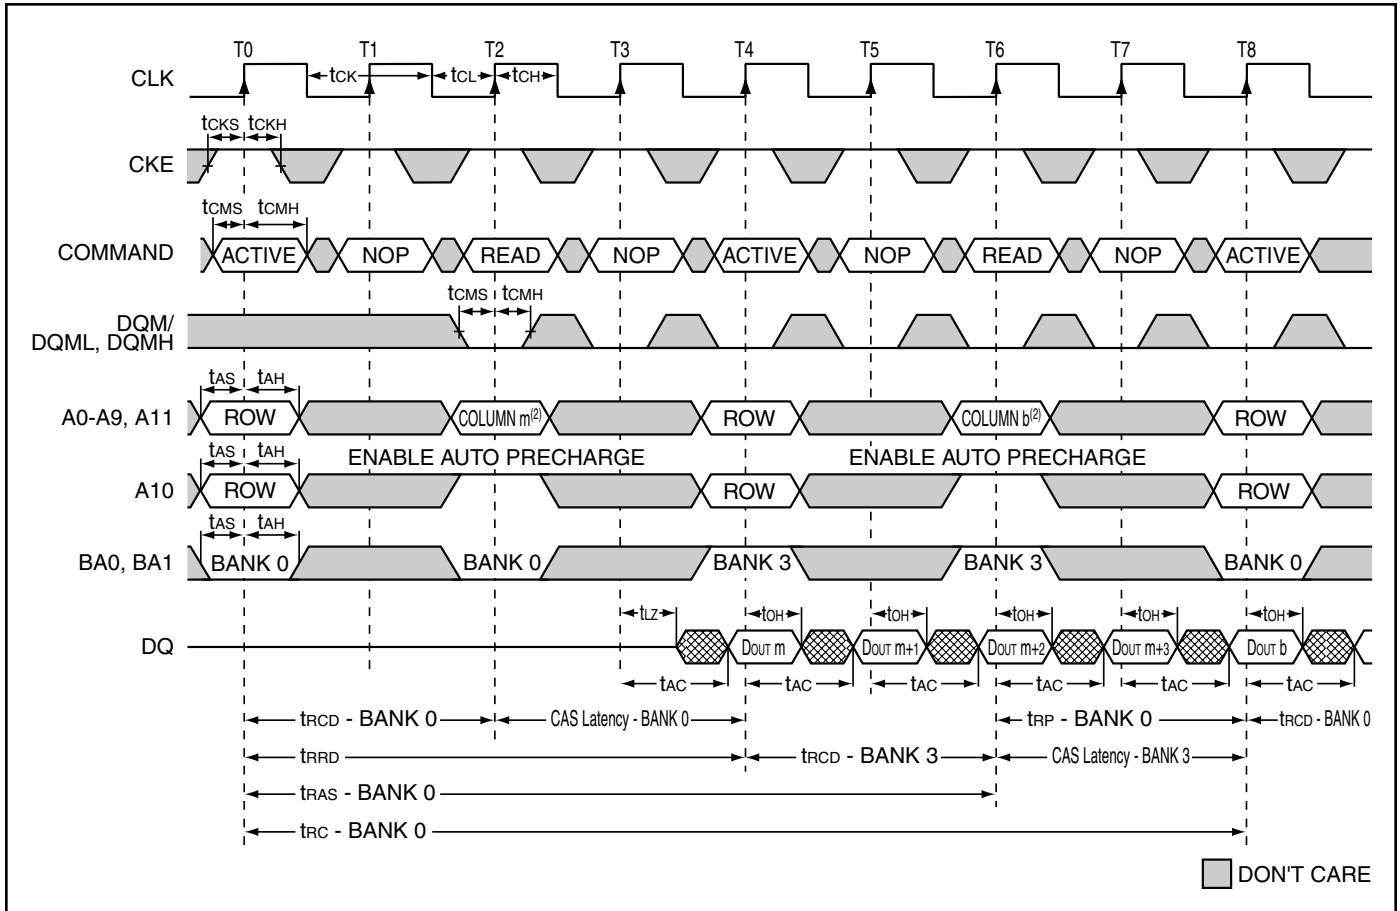 T0 T1 T2 T3 T4 T5 T6 T7 T8
CLK tCK tCL tCH
tCKS tCKH
CKE
tCMS tCMH
COMMAND ACTIVE NOP READ NOP ACTIVE NOP READ NOP ACTIVE
tCMS tCMH
DQM/
DQML, DQMH
tAS tAH
A0-A9, A11 ROW COLUMN m(2) ROW COLUMN b(2) ROW
tAS tAH ENABLE AUTO PRECHARGE ENABLE AUTO PRECHARGE
A10 ROW ROW ROW
tAS tAH
BA0, BA1 BANK 0 BANK 0 BANK 3 BANK 3 BANK 0
tLZ tOH tOH tOH tOH tOH
DQ DOUT m DOUT m+1 DOUT m+2 DOUT m+3 DOUT b
tAC tAC tAC tAC tAC tAC
tRCD - BANK 0 CAS Latency - BANK 0 tRP - BANK 0 tRCD - BANK 0
tRRD tRCD - BANK 3 CAS Latency - BANK 3
tRAS - BANK 0
tRC - BANK 0
DON'T CARE